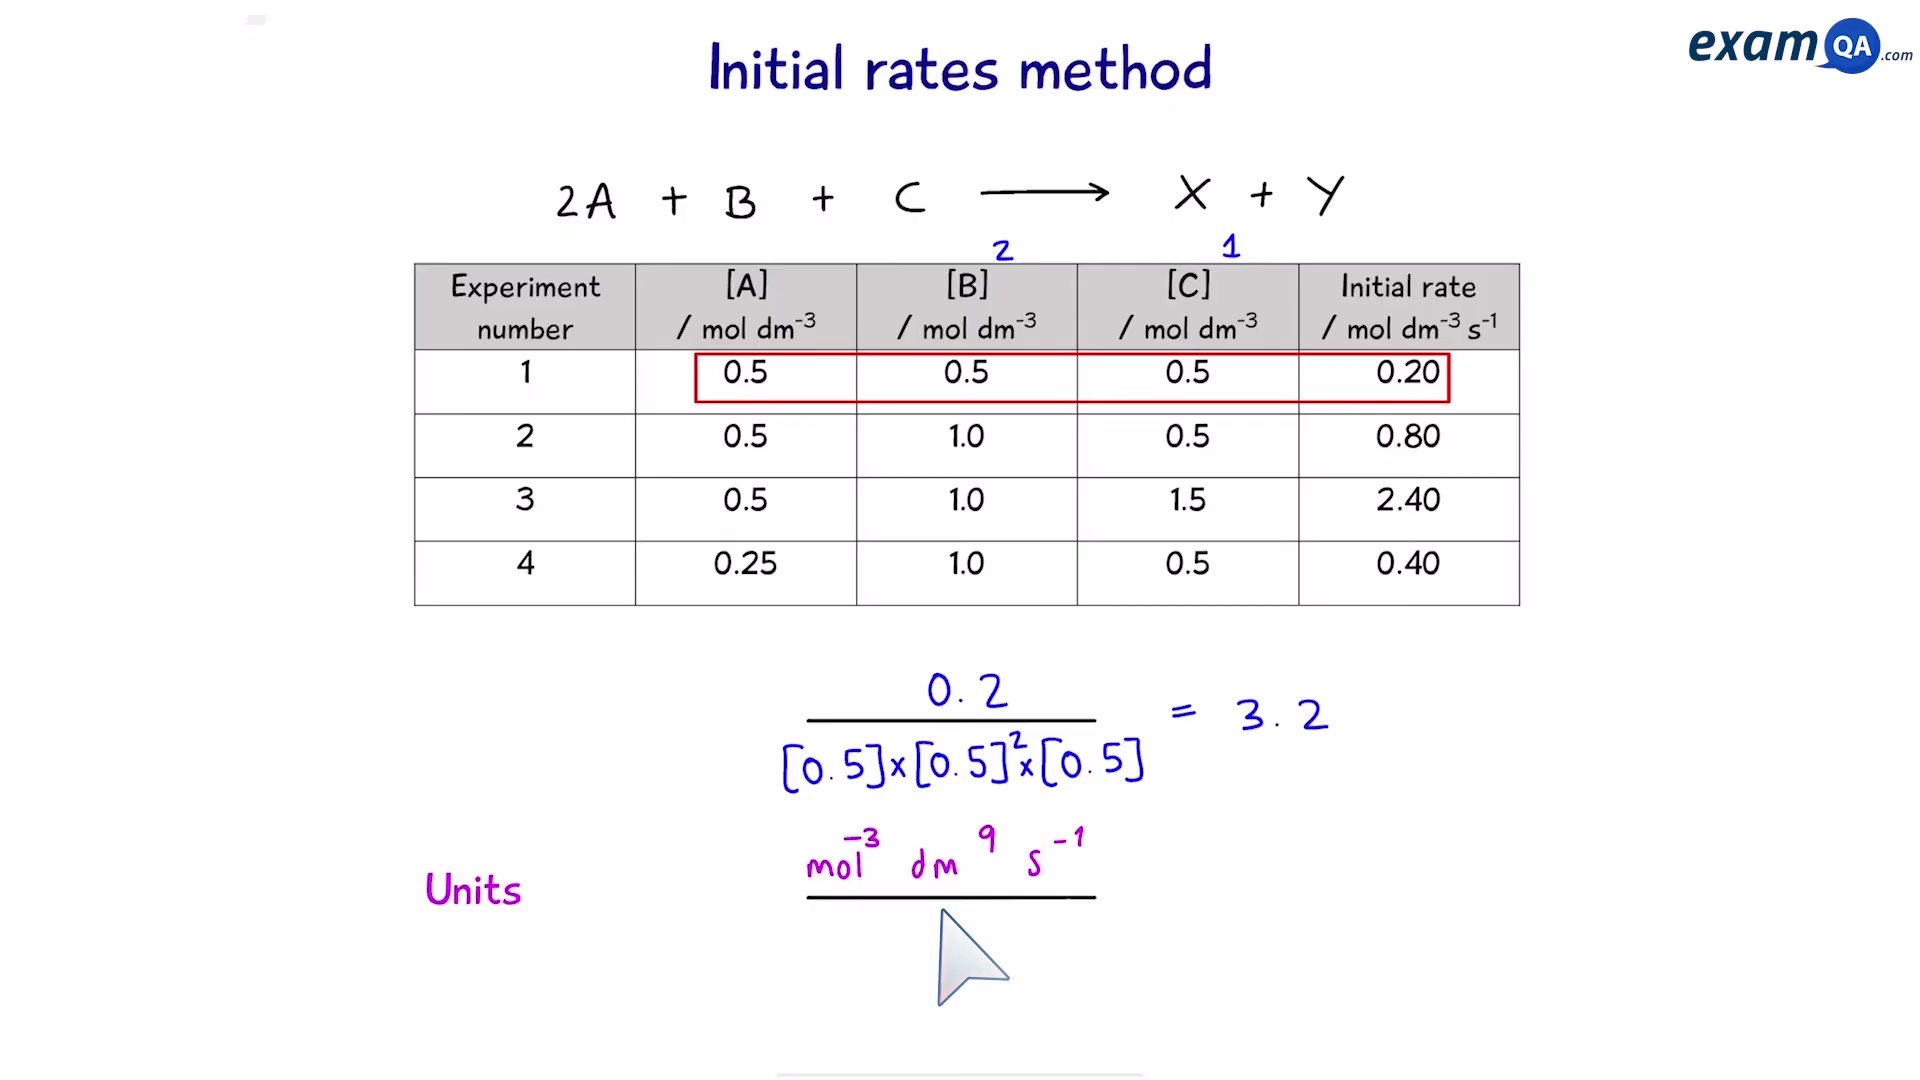 examQA.com
Initial rates method
2A + B + C ⟶ X + Y
2 1
Experiment number [A] / mol dm⁻³ [B] / mol dm⁻³ [C] / mol dm⁻³ Initial rate / mol dm⁻³ s⁻¹
1 0.5 0.5 0.5 0.20
2 0.5 1.0 0.5 0.80
3 0.5 1.0 1.5 2.40
4 0.25 1.0 0.5 0.40
0.2
= 3.2
[0.5]×[0.5]²×[0.5]
mol⁻³ dm⁹ s⁻¹
Units